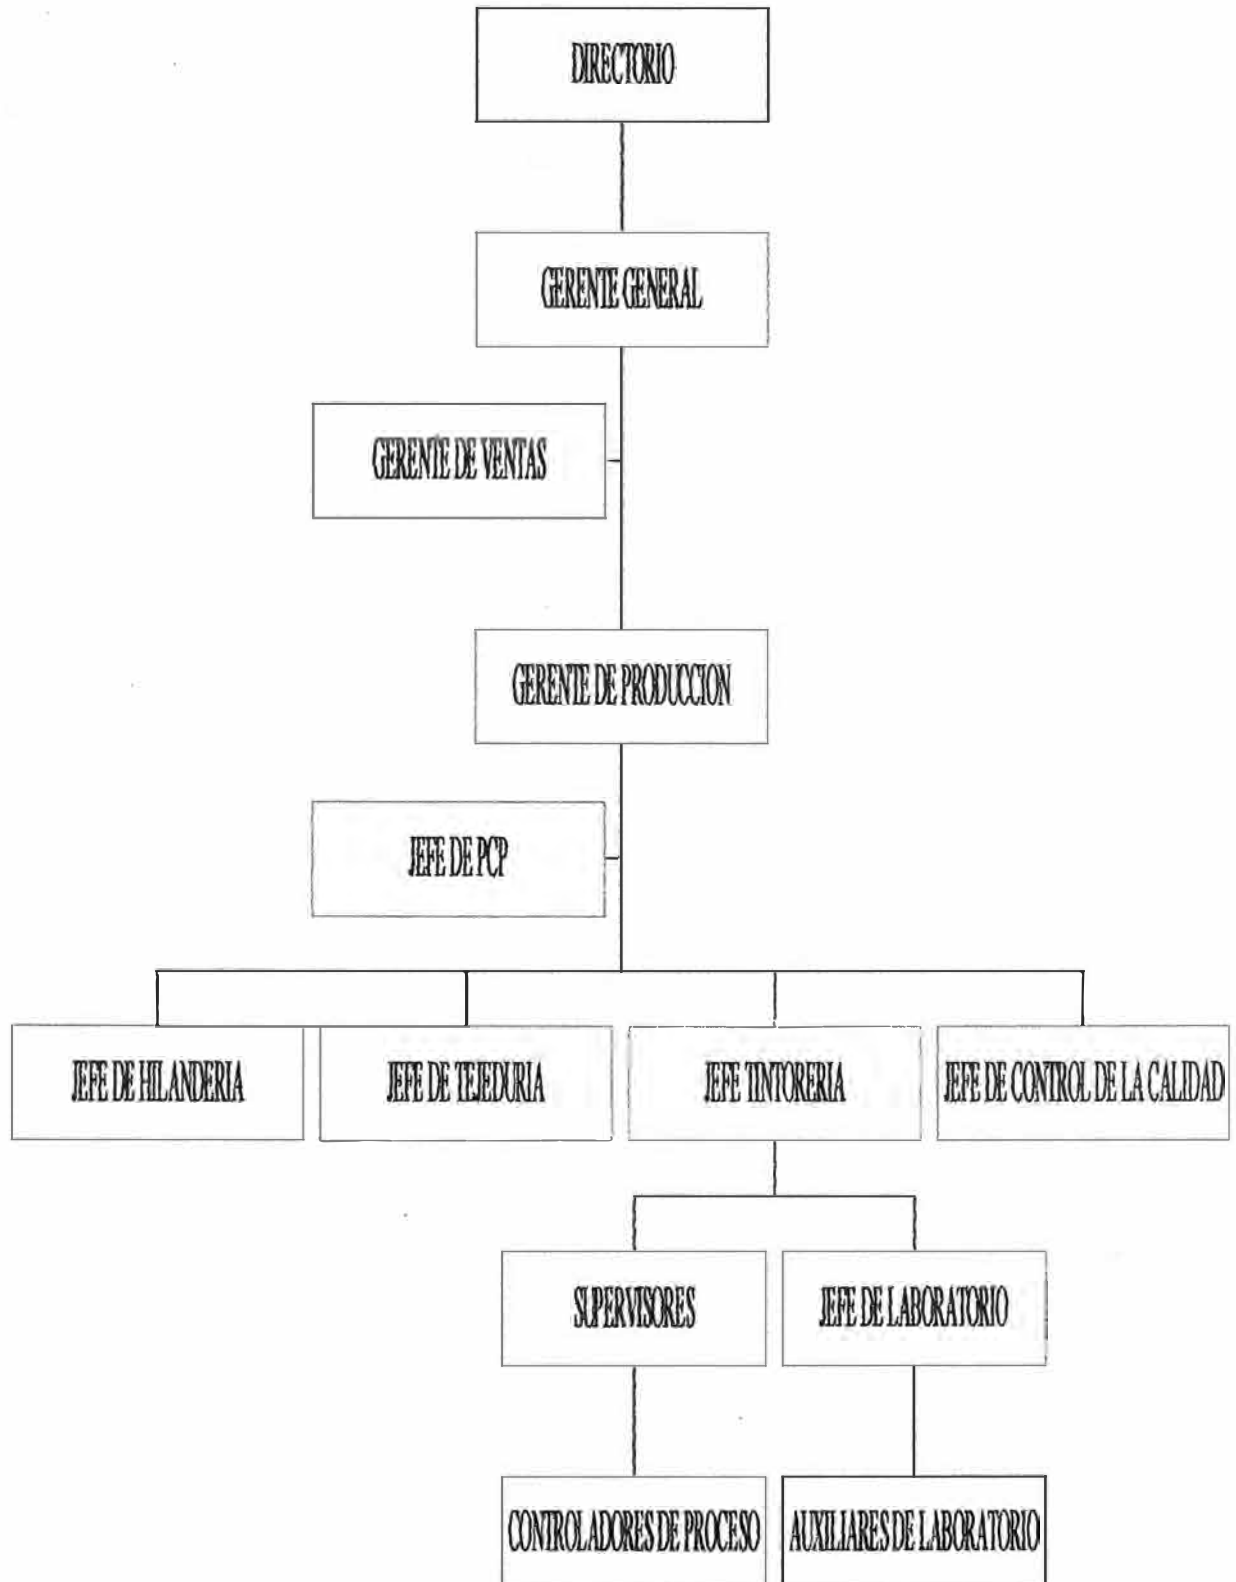 DIRECTORIO
GERENTE GENERAL
GERENTE DE VENTAS
GERENTE DE PRODUCCION
JEFE DE PCP
JEFE DE HILANDERIA
JEFE DE TEJEDURIA
JEFE TINTORERIA
JEFE DE CONTROL DE LA CALIDAD
SUPERVISORES
JEFE DE LABORATORIO
CONTROLADORES DE PROCESO
AUXILIARES DE LABORATORIO